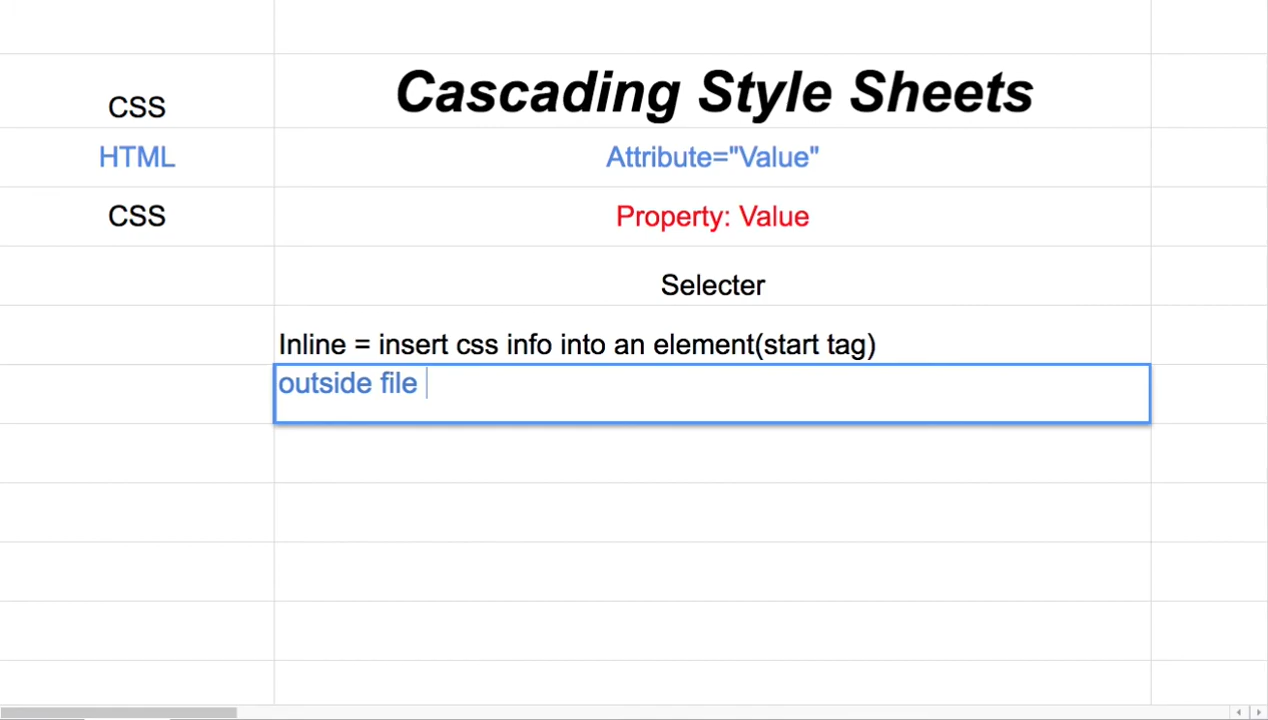 CSS Cascading Style Sheets
HTML Attribute="Value"
CSS Property: Value
Selecter
Inline = insert css info into an element(start tag)
outside file